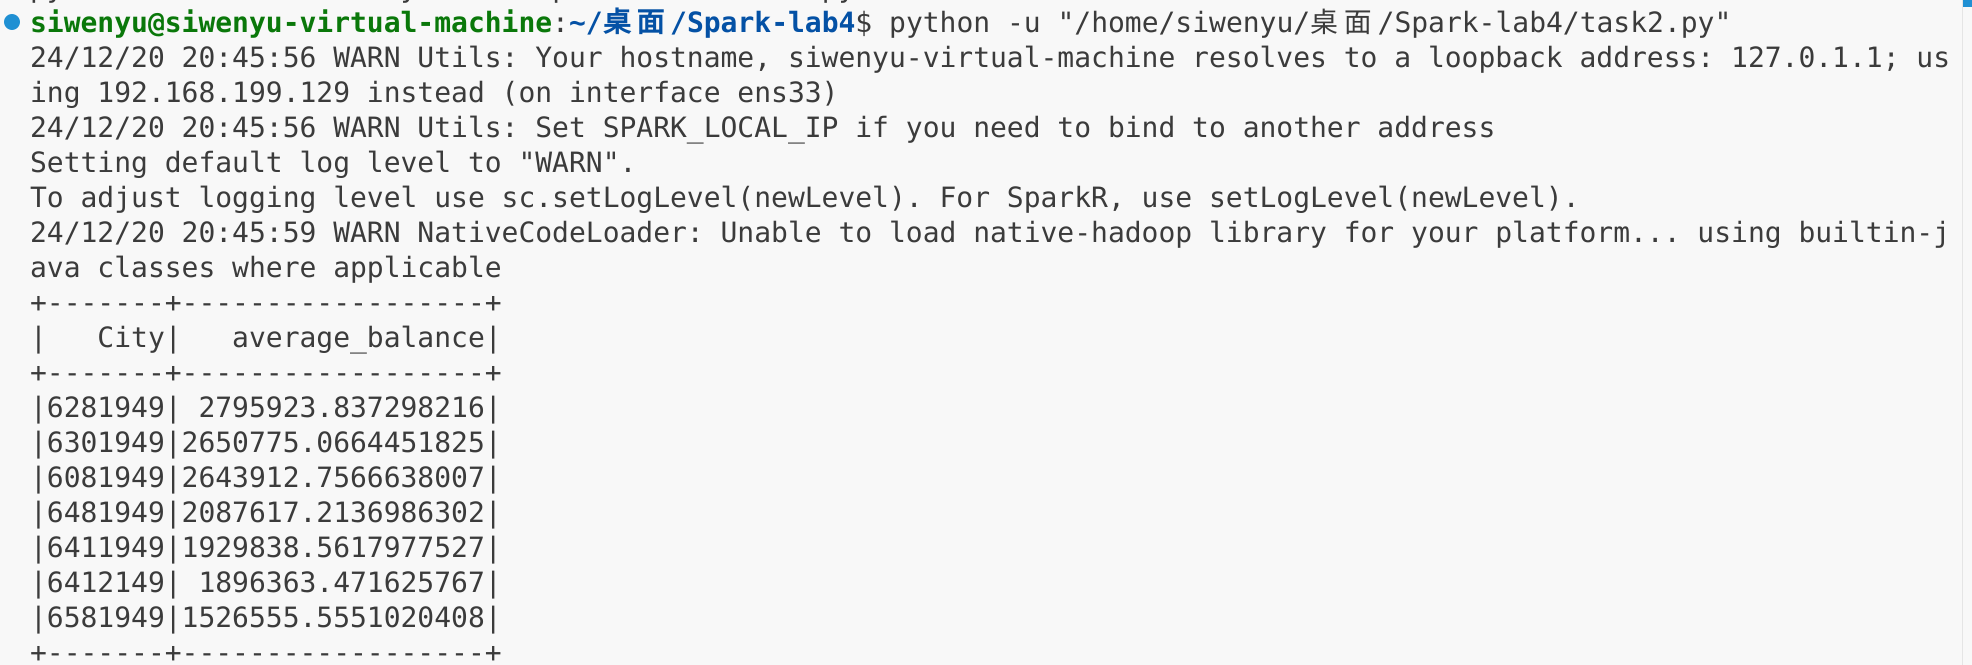 siwenyu@siwenyu-virtual-machine:~/桌面/Spark-lab4$ python -u "/home/siwenyu/桌面/Spark-lab4/task2.py"
24/12/20 20:45:56 WARN Utils: Your hostname, siwenyu-virtual-machine resolves to a loopback address: 127.0.1.1; us
ing 192.168.199.129 instead (on interface ens33)
24/12/20 20:45:56 WARN Utils: Set SPARK_LOCAL_IP if you need to bind to another address
Setting default log level to "WARN".
To adjust logging level use sc.setLogLevel(newLevel). For SparkR, use setLogLevel(newLevel).
24/12/20 20:45:59 WARN NativeCodeLoader: Unable to load native-hadoop library for your platform... using builtin-j
ava classes where applicable
+-------+------------------+
|   City|   average_balance|
+-------+------------------+
|6281949| 2795923.837298216|
|6301949|2650775.0664451825|
|6081949|2643912.7566638007|
|6481949|2087617.2136986302|
|6411949|1929838.5617977527|
|6412149| 1896363.471625767|
|6581949|1526555.5551020408|
+-------+------------------+